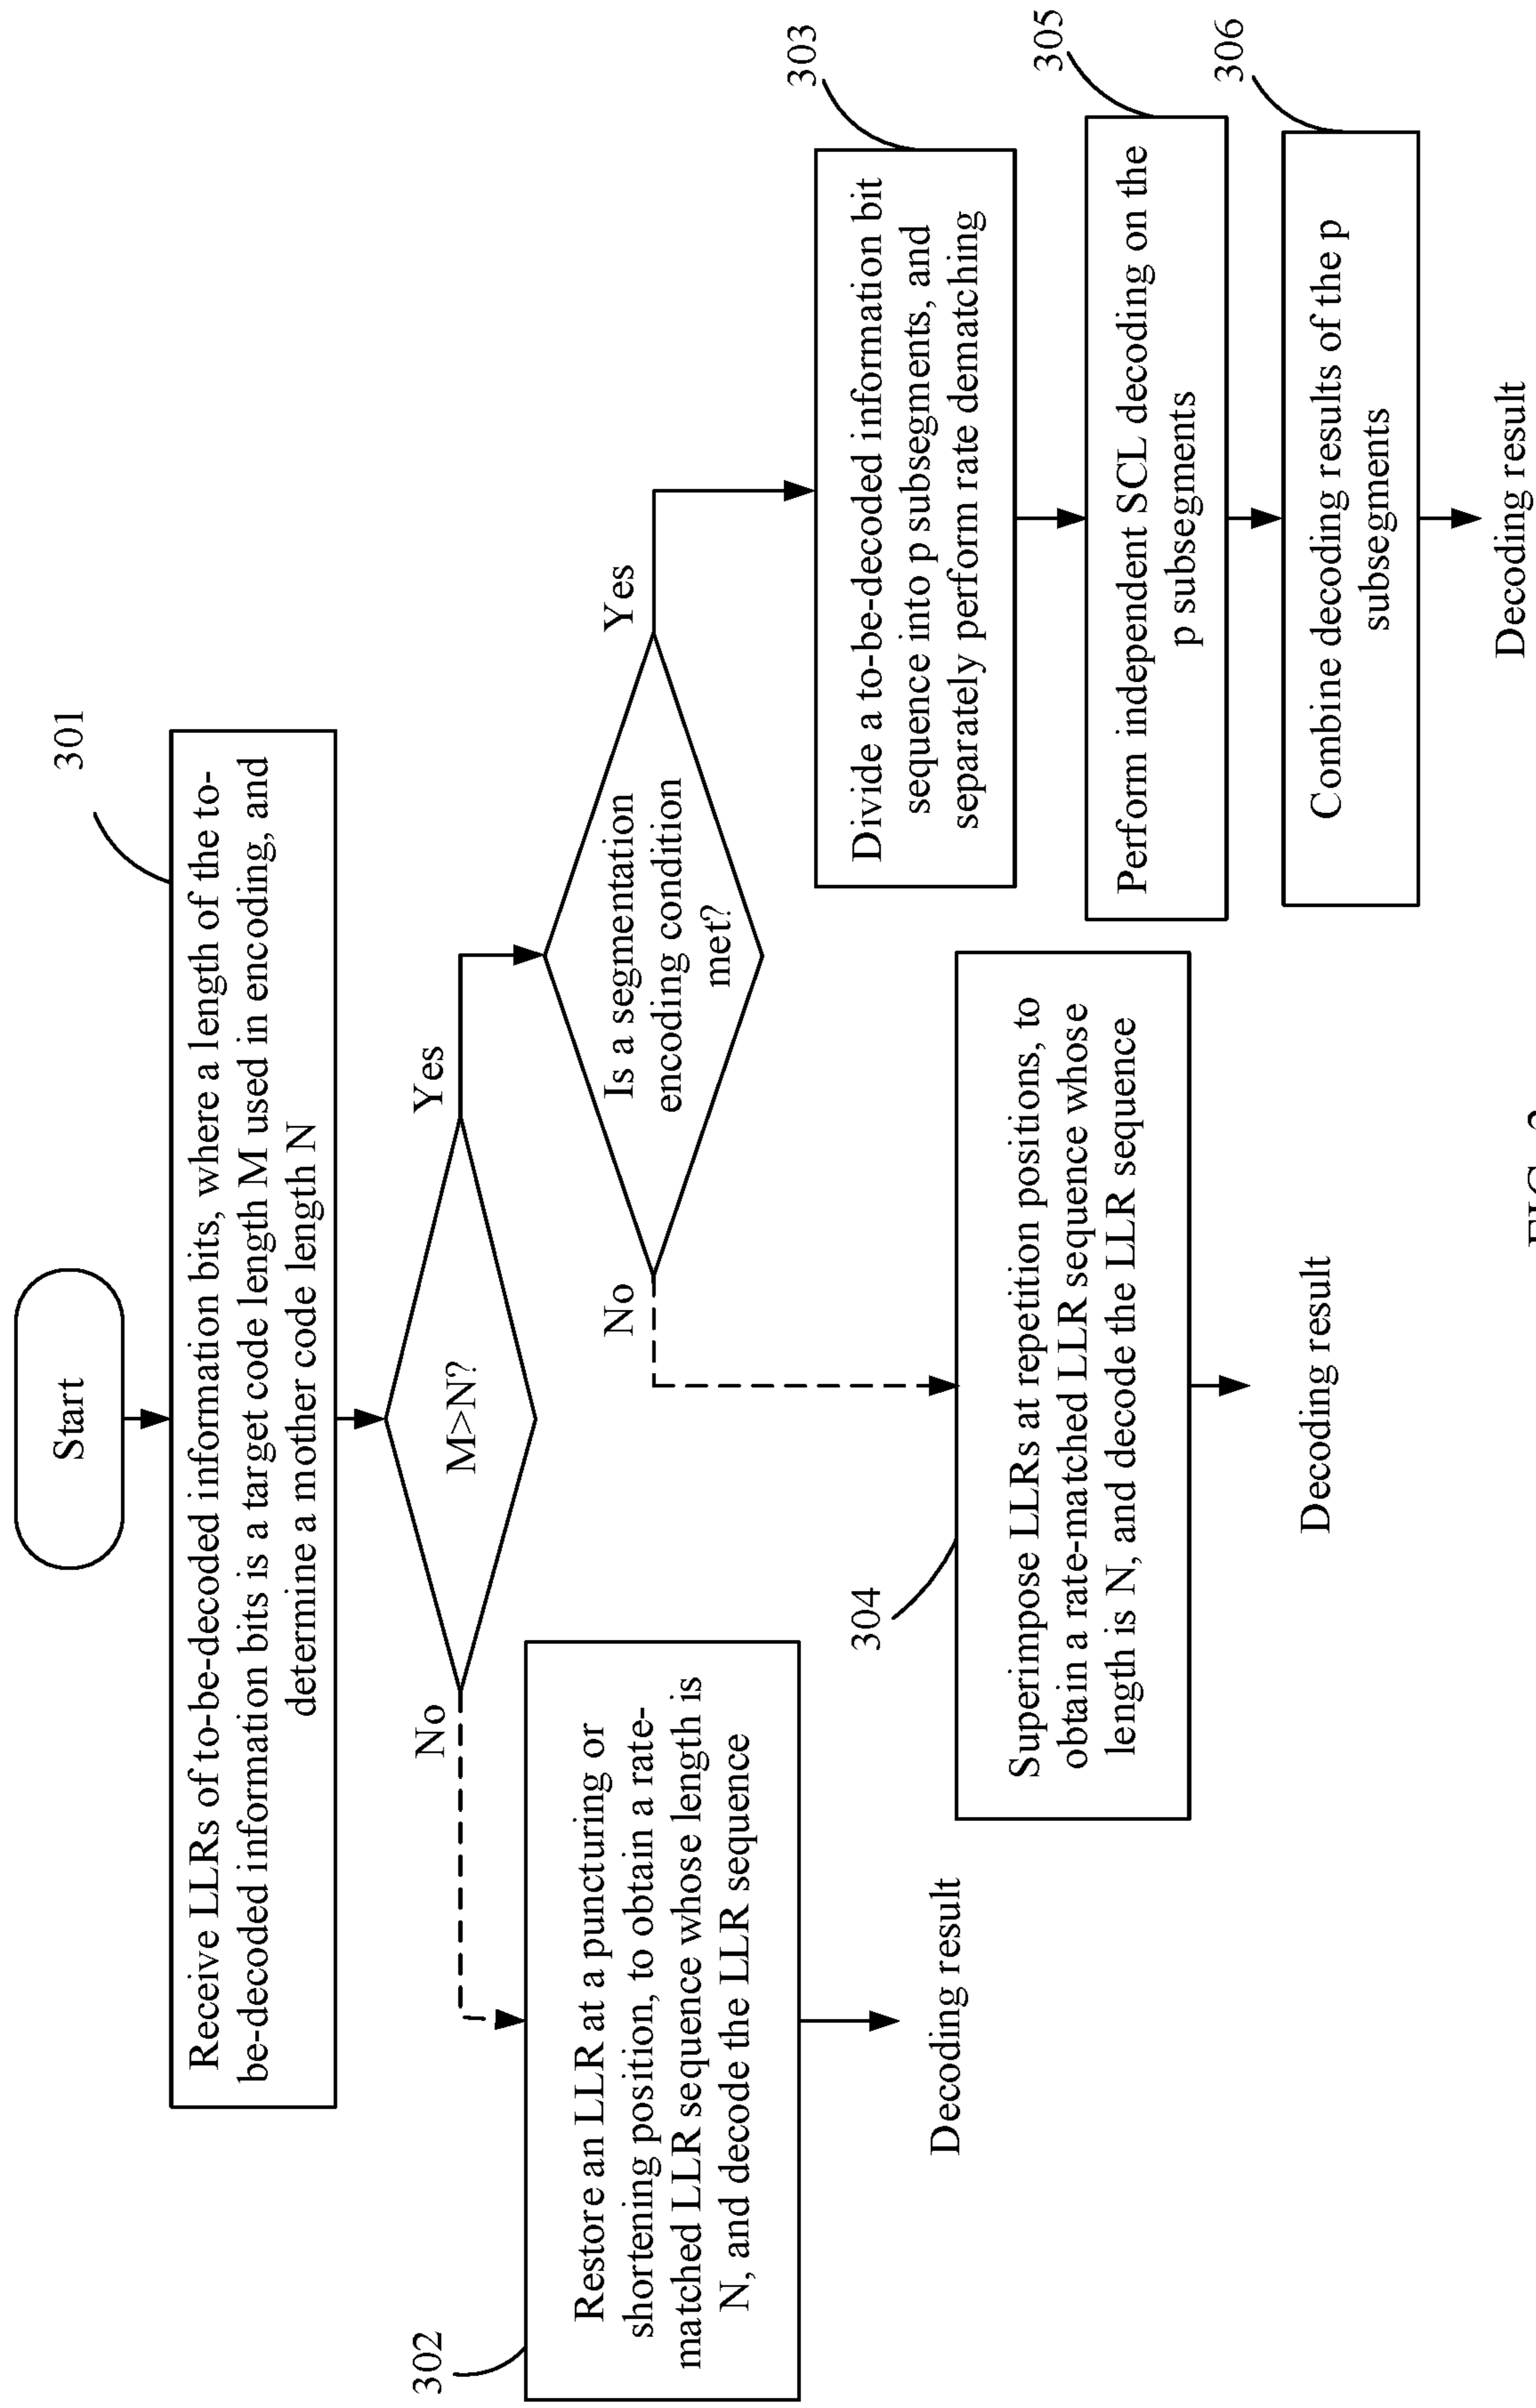 Start
301
Receive LLRs of to-be-decoded information bits, where a length of the to-
be-decoded information bits is a target code length M used in encoding, and
determine a mother code length N
M>N?
No
Yes
302
Restore an LLR at a puncturing or
shortening position, to obtain a rate-
matched LLR sequence whose length is
N, and decode the LLR sequence
Decoding result
Is a segmentation
encoding condition
met?
No
Yes
304
Superimpose LLRs at repetition positions, to
obtain a rate-matched LLR sequence whose
length is N, and decode the LLR sequence
Decoding result
303
Divide a to-be-decoded information bit
sequence into p subsegments, and
separately perform rate dematching
305
Perform independent SCL decoding on the
p subsegments
306
Combine decoding results of the p
subsegments
Decoding result
FIG.